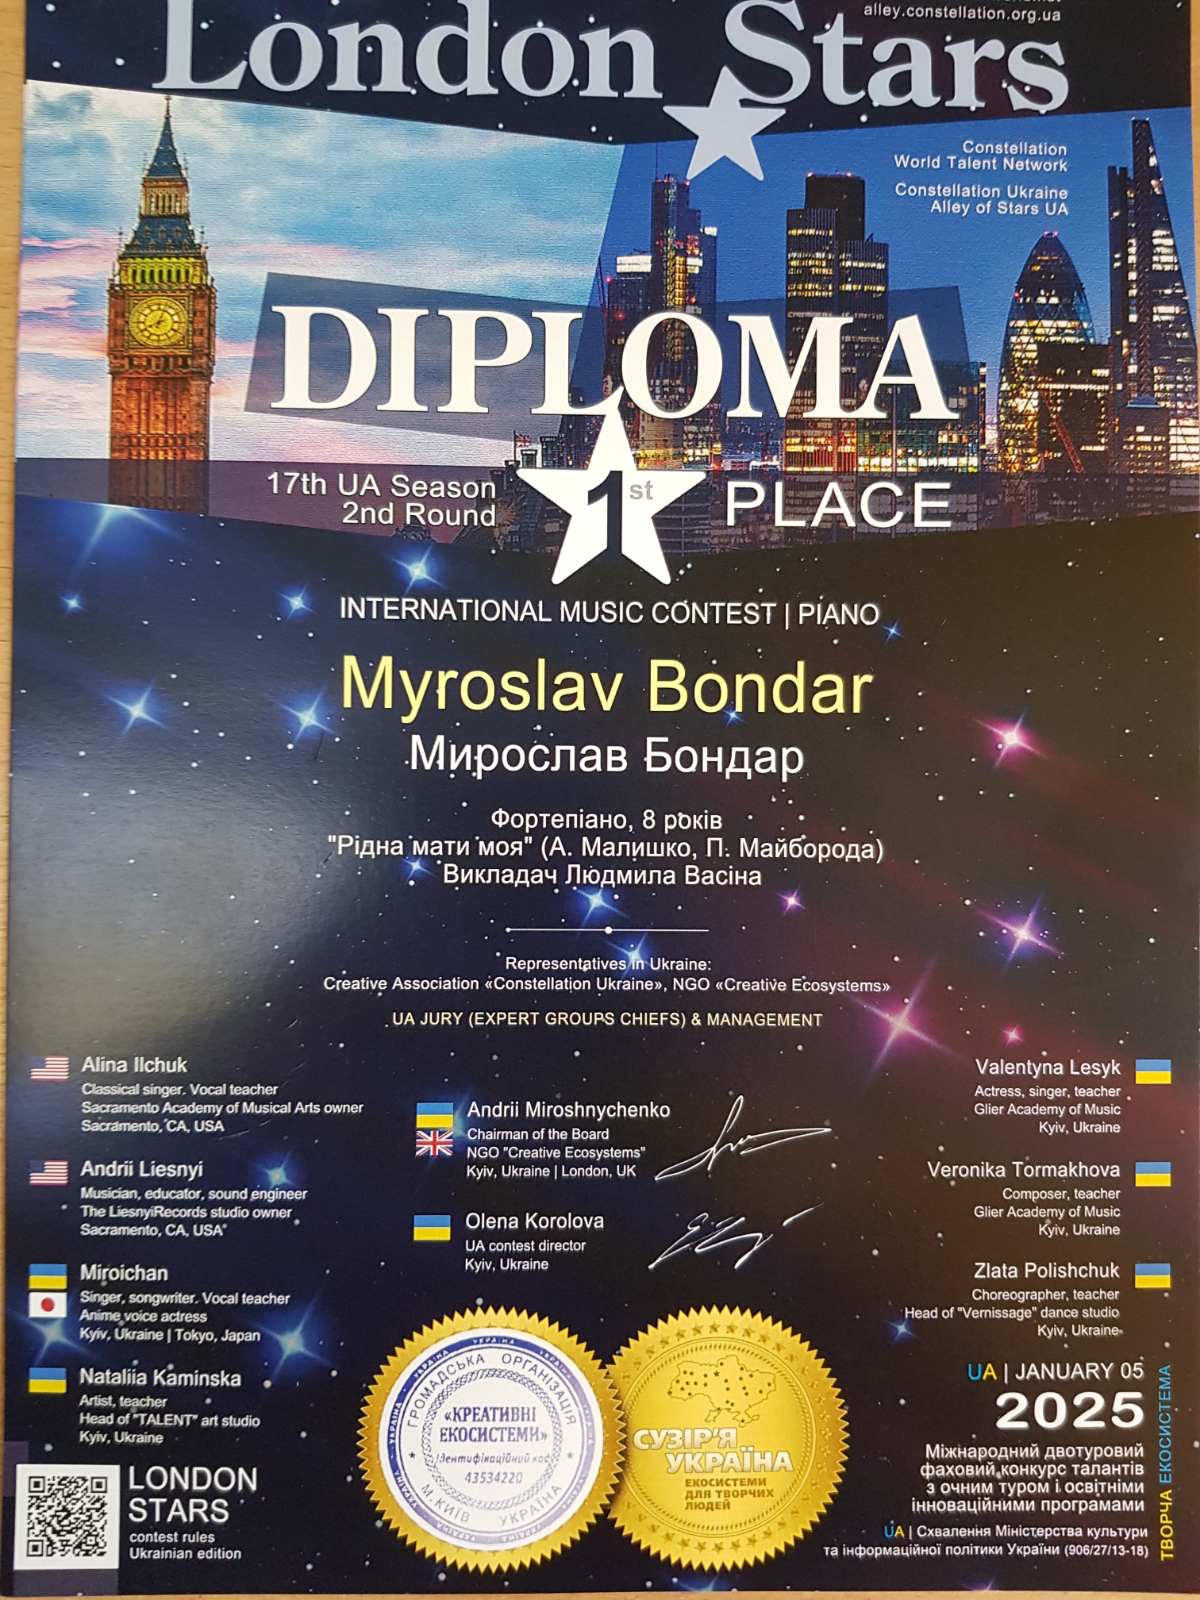 alley.constellation.org.ua
London Stars
Constellation
World Talent Network
Constellation Ukraine
Alley of Stars UA
DIPLOMA
17th UA Season
2nd Round
1st PLACE
INTERNATIONAL MUSIC CONTEST | PIANO
Myroslav Bondar
Мирослав Бондар
Фортепіано, 8 років
"Рідна мати моя" (А. Малишко, П. Майборода)
Викладач Людмила Васіна
Representatives in Ukraine:
Creative Association «Constellation Ukraine», NGO «Creative Ecosystems»
UA JURY (EXPERT GROUPS CHIEFS) & MANAGEMENT
Alina Ilchuk
Classical singer. Vocal teacher
Sacramento Academy of Musical Arts owner
Sacramento, CA, USA
Andrii Liesnyi
Musician, educator, sound engineer
The LiesnyiRecords studio owner
Sacramento, CA, USA
Miroichan
Singer, songwriter. Vocal teacher
Anime voice actress
Kyiv, Ukraine | Tokyo, Japan
Nataliia Kaminska
Artist, teacher
Head of "TALENT" art studio
Kyiv, Ukraine
Andrii Miroshnychenko
Chairman of the Board
NGO "Creative Ecosystems"
Kyiv, Ukraine | London, UK
Olena Korolova
UA contest director
Kyiv, Ukraine
Valentyna Lesyk
Actress, singer, teacher
Glier Academy of Music
Kyiv, Ukraine
Veronika Tormakhova
Composer, teacher
Glier Academy of Music
Kyiv, Ukraine
Zlata Polishchuk
Choreographer, teacher
Head of "Vernissage" dance studio
Kyiv, Ukraine
УКРАЇНА
ГРОМАДСЬКА ОРГАНІЗАЦІЯ
«КРЕАТИВНІ
ЕКОСИСТЕМИ»
Ідентифікаційний код
43534220
М. КИЇВ УКРАЇНА
СУЗІР'Я
УКРАЇНА
ЕКОСИСТЕМИ
ДЛЯ ТВОРЧИХ
ЛЮДЕЙ
UA | JANUARY 05
2025
Міжнародний двотуровий
фаховий конкурс талантів
з очним туром і освітніми
інноваційними програмами
UA | Схвалення Міністерства культури
та інформаційної політики України (906/27/13-18)
ТВОРЧА ЕКОСИСТЕМА
LONDON
STARS
contest rules
Ukrainian edition